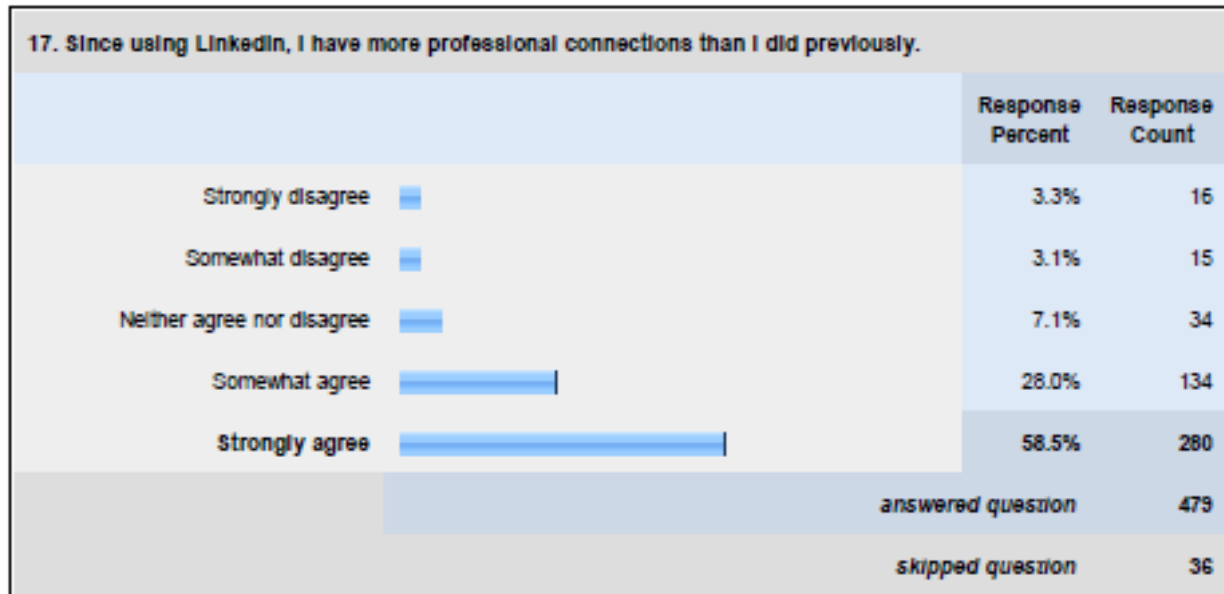 17. Since using LinkedIn, I have more professional connections than I did previously.
Response Percent Response Count
Strongly disagree 3.3% 16
Somewhat disagree 3.1% 15
Neither agree nor disagree 7.1% 34
Somewhat agree 28.0% 134
Strongly agree 58.5% 280
answered question 479
skipped question 36